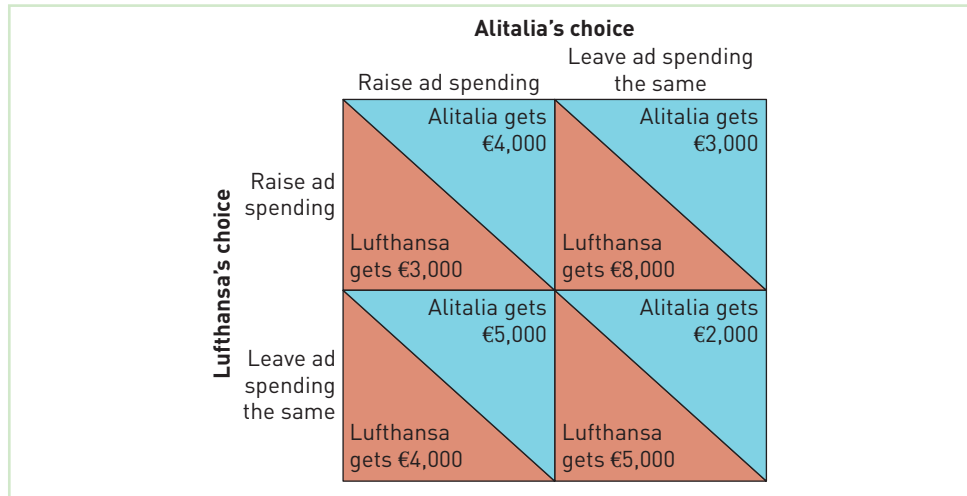 Alitalia's choice
Raise ad spending
Leave ad spending
the same
Lufthansa's choice
Raise ad
spending
Alitalia gets
€4,000
Lufthansa
gets €3,000
Alitalia gets
€3,000
Lufthansa
gets €8,000
Leave ad
spending
the same
Alitalia gets
€5,000
Lufthansa
gets €4,000
Alitalia gets
€2,000
Lufthansa
gets €5,000